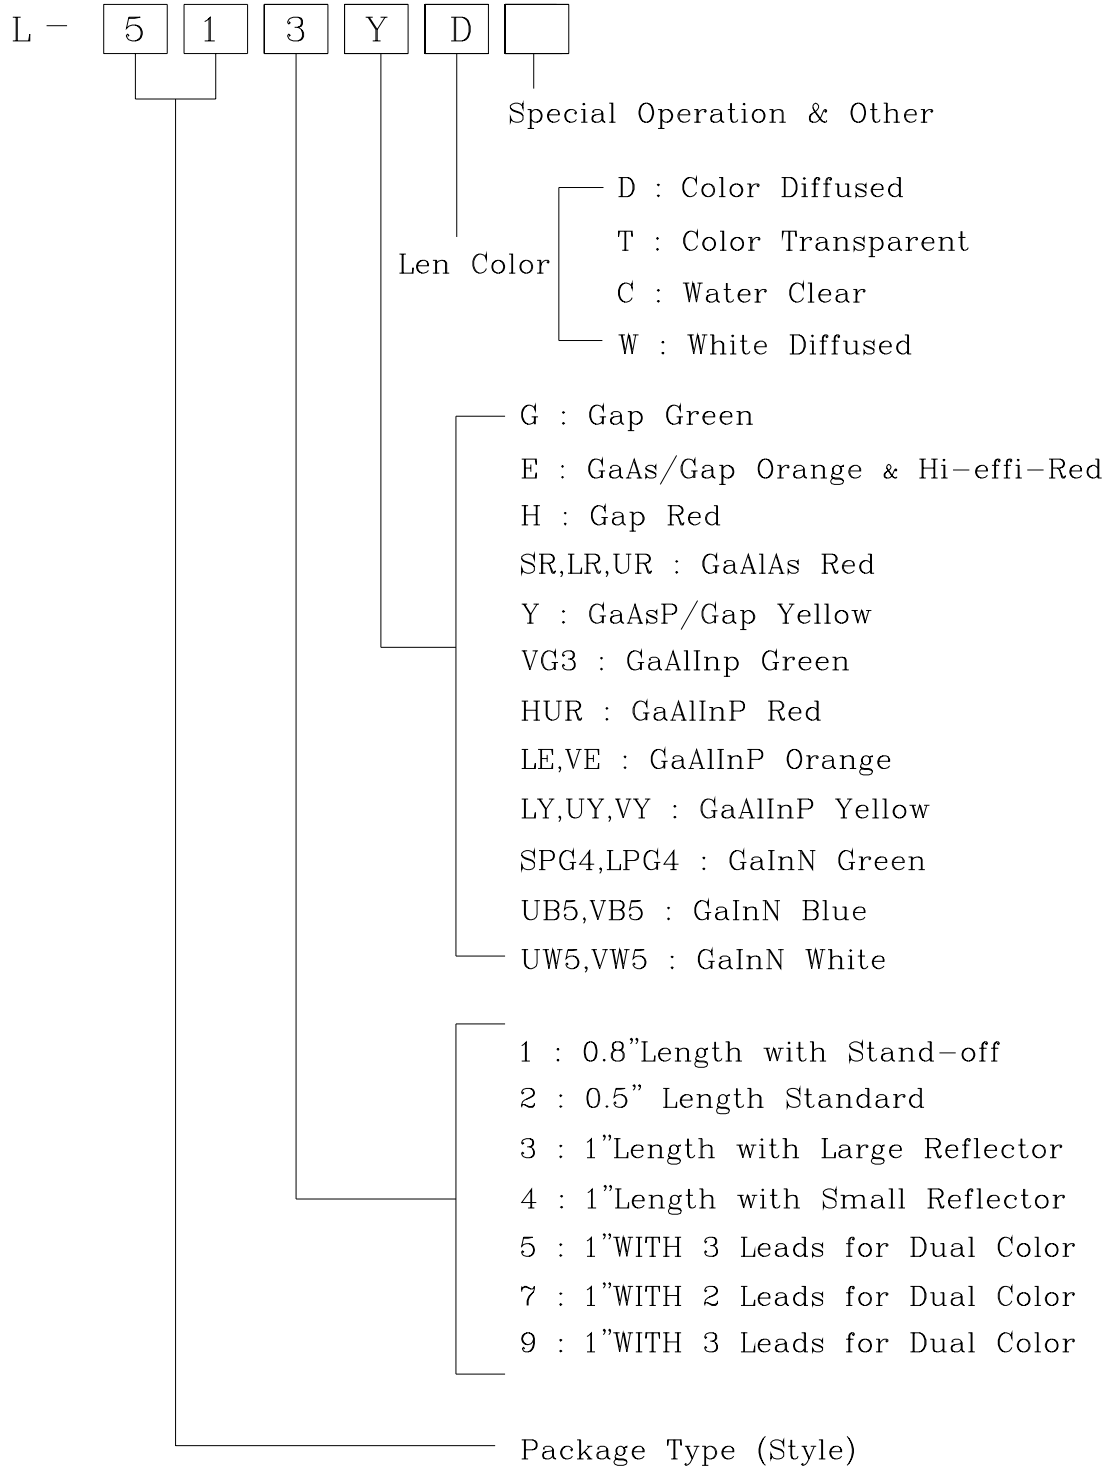 L- 5 1 3 Y D
Special Operation & Other
D : Color Diffused
T : Color Transparent
Len Color
C : Water Clear
W : White Diffused
G : Gap Green
E : GaAs/Gap Orange & Hi-effi-Red
H : Gap Red
SR,LR,UR : GaAlAs Red
Y : GaAsP/Gap Yellow
VG3 : GaAlInp Green
HUR : GaAlInP Red
LE,VE : GaAlInP Orange
LY,UY,VY : GaAlInP Yellow
SPG4,LPG4 : GaInN Green
UB5,VB5 : GaInN Blue
UW5,VW5 : GaInN White
1 : 0.8"Length with Stand-off
2 : 0.5" Length Standard
3 : 1"Length with Large Reflector
4 : 1"Length with Small Reflector
5 : 1"WITH 3 Leads for Dual Color
7 : 1"WITH 2 Leads for Dual Color
9 : 1"WITH 3 Leads for Dual Color
Package Type (Style)